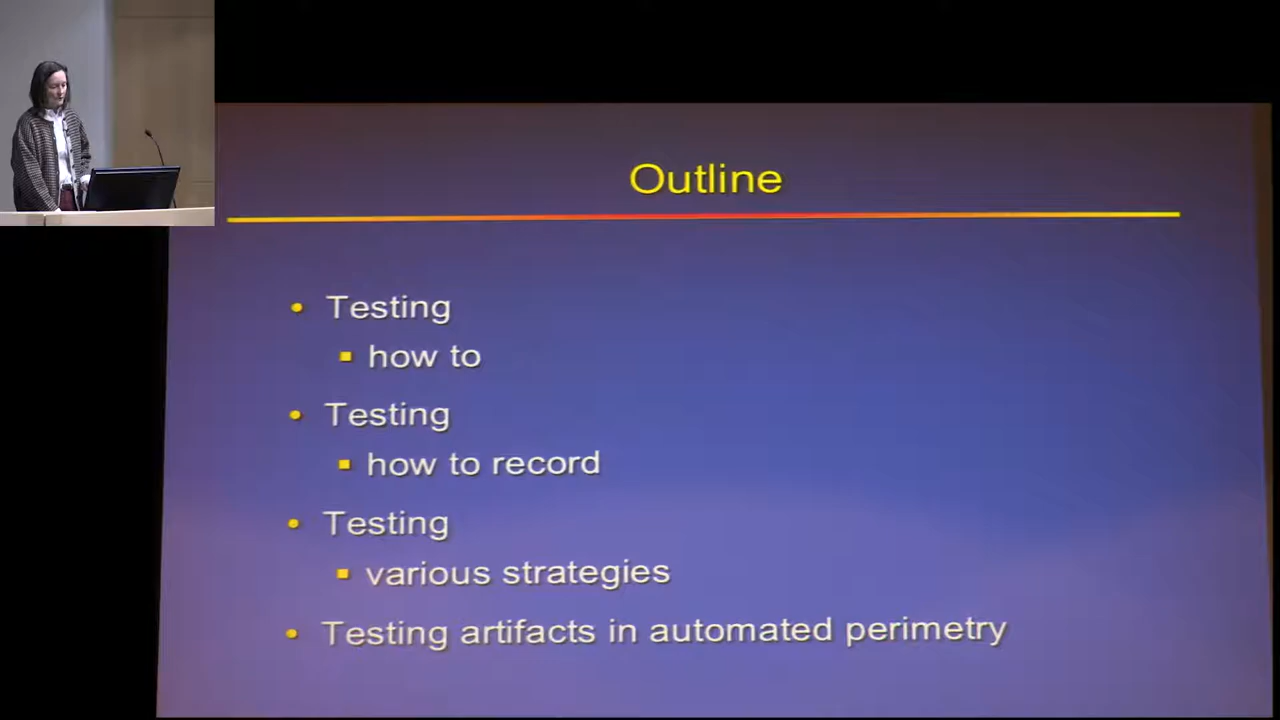 Outline
Testing
how to
Testing
how to record
Testing
various strategies
Testing artifacts in automated perimetry